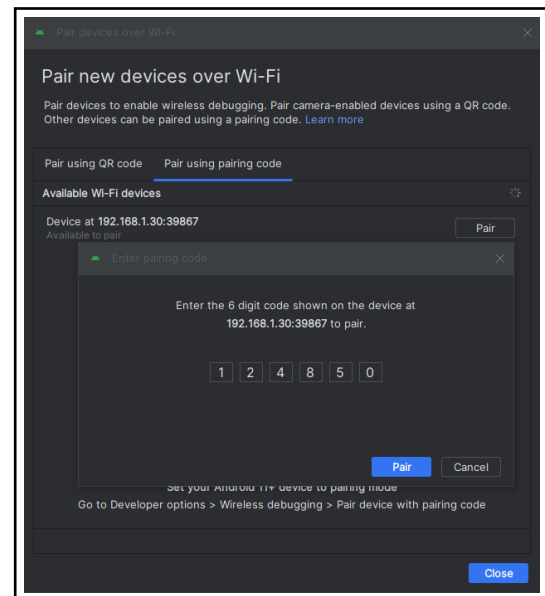 Pair devices over Wi-Fi
Pair new devices over Wi-Fi
Pair devices to enable wireless debugging. Pair camera-enabled devices using a QR code.
Other devices can be paired using a pairing code. Learn more
Pair using QR code Pair using pairing code
Available Wi-Fi devices
Device at 192.168.1.30:39867
Available to pair
Pair
Enter pairing code
Enter the 6 digit code shown on the device at
192.168.1.30:39867 to pair.
1 2 4 8 5 0
Pair Cancel
Set your Android 11+ device to pairing mode
Go to Developer options > Wireless debugging > Pair device with pairing code
Close